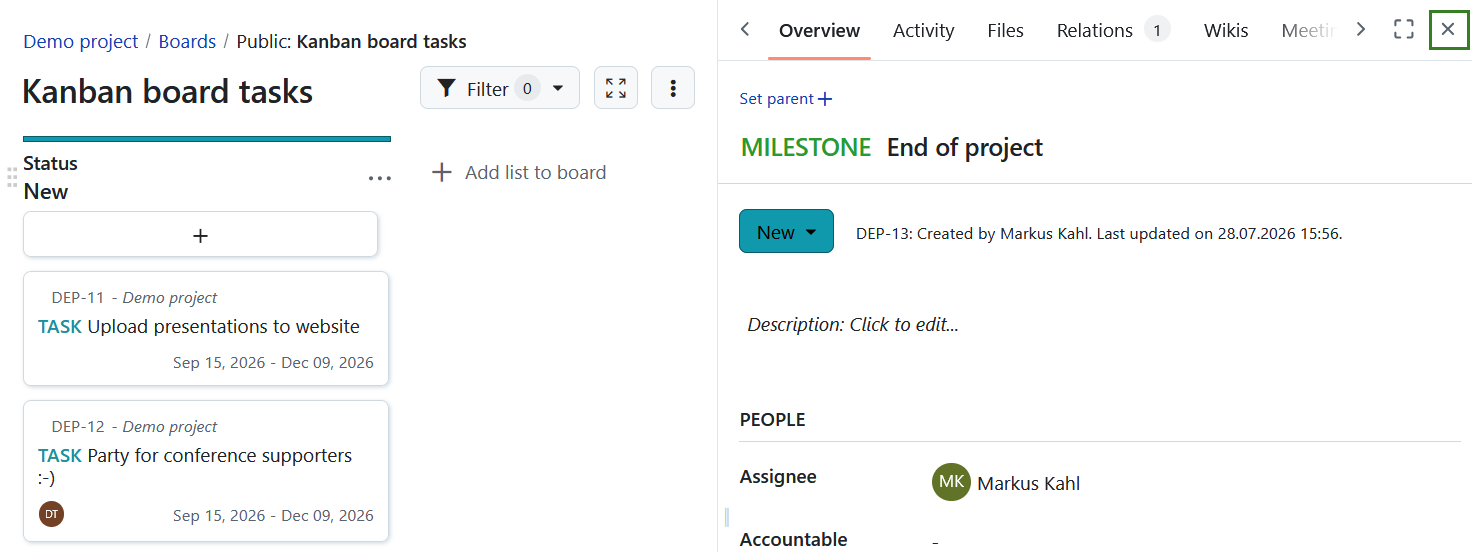 Demo project / Boards / Public: Kanban board tasks
Kanban board tasks
Filter 0
Status
New
+
Add list to board
DEP-11 - Demo project
TASK Upload presentations to website
Sep 15, 2026 - Dec 09, 2026
DEP-12 - Demo project
TASK Party for conference supporters
:-)
DT
Sep 15, 2026 - Dec 09, 2026
Overview Activity Files Relations 1 Wikis Meetin
Set parent +
MILESTONE End of project
New
DEP-13: Created by Markus Kahl. Last updated on 28.07.2026 15:56.
Description: Click to edit...
PEOPLE
Assignee MK Markus Kahl
Accountable -